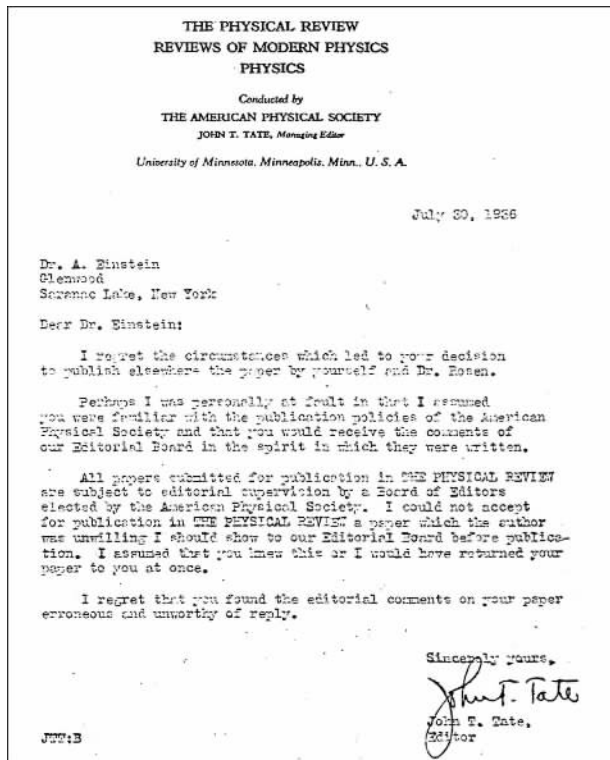 THE PHYSICAL REVIEW
REVIEWS OF MODERN PHYSICS
PHYSICS
Conducted by
THE AMERICAN PHYSICAL SOCIETY
JOHN T. TATE, Managing Editor
University of Minnesota, Minneapolis, Minn., U. S. A.
July 30, 1936
Dr. A. Einstein
Glenwood
Saranac Lake, New York
Dear Dr. Einstein:
I regret the circumstances which led to your decision
to publish elsewhere the paper by yourself and Dr. Rosen.
Perhaps I was personally at fault in that I assumed
you were familiar with the publication policies of the American
Physical Society and that you would receive the comments of
our Editorial Board in the spirit in which they were written.
All papers submitted for publication in THE PHYSICAL REVIEW
are subject to editorial supervision by a Board of Editors
elected by the American Physical Society. I could not accept
for publication in THE PHYSICAL REVIEW a paper which the author
was unwilling I should show to our Editorial Board before publica-
tion. I assumed that you knew this or I would have returned your
paper to you at once.
I regret that you found the editorial comments on your paper
erroneous and unworthy of reply.
Sincerely yours,
John T. Tate
John T. Tate,
Editor
JTT:B